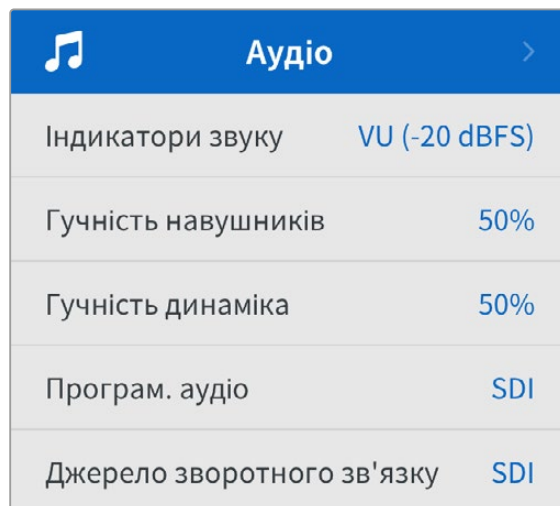 Аудіо
Індикатори звуку VU (-20 dBFS)
Гучність навушників 50%
Гучність динаміка 50%
Програм. аудіо SDI
Джерело зворотного зв'язку SDI